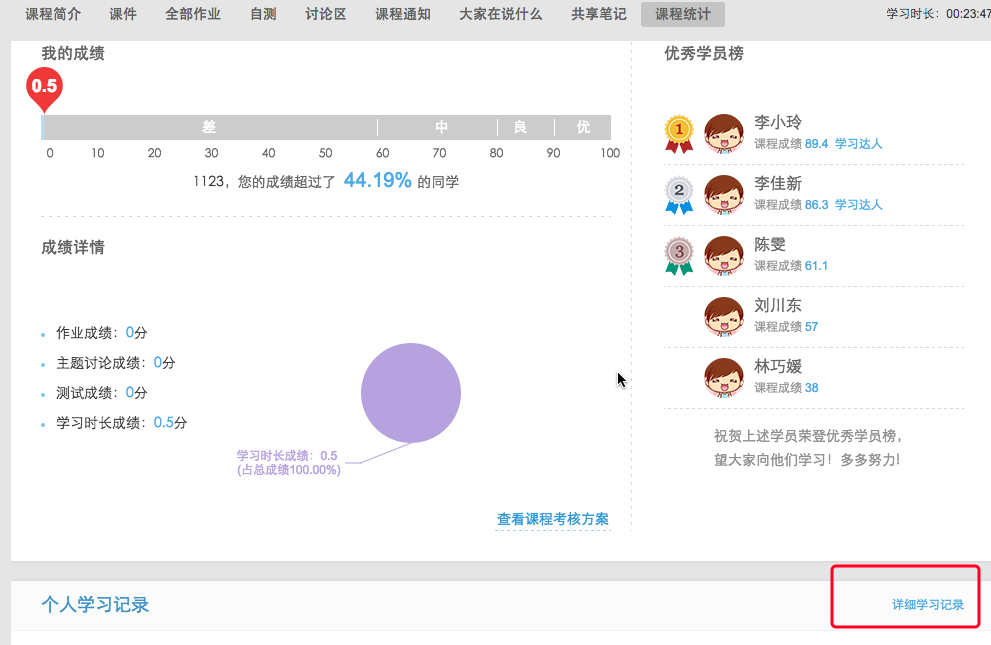 课程简介 课件 全部作业 自测 讨论区 课程通知 大家在说什么 共享笔记 课程统计 学习时长：00:23:47
我的成绩
0.5
差 中 良 优
0 10 20 30 40 50 60 70 80 90 100
1123，您的成绩超过了 44.19% 的同学
成绩详情
作业成绩：0分
主题讨论成绩：0分
测试成绩：0分
学习时长成绩：0.5分
学习时长成绩：0.5
(占总成绩100.00%)
查看课程考核方案
优秀学员榜
1
李小玲
课程成绩 89.4 学习达人
2
李佳新
课程成绩 86.3 学习达人
3
陈雯
课程成绩 61.1
刘川东
课程成绩 57
林巧媛
课程成绩 38
祝贺上述学员荣登优秀学员榜，
望大家向他们学习！多多努力!
个人学习记录
详细学习记录